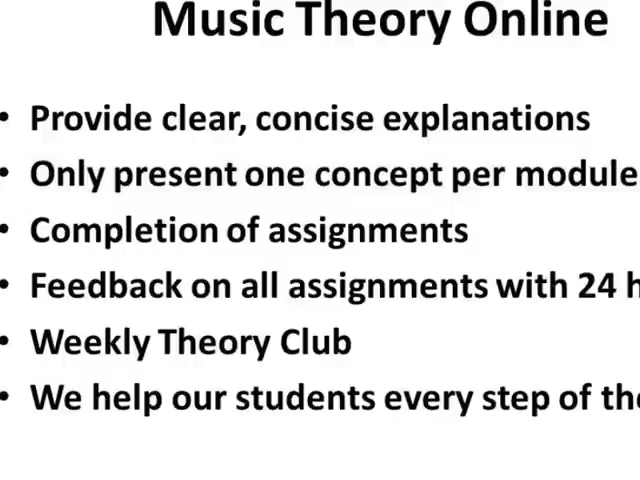 Music Theory Online
• Provide clear, concise explanations
• Only present one concept per module
• Completion of assignments
• Feedback on all assignments with 24 h
• Weekly Theory Club
• We help our students every step of the